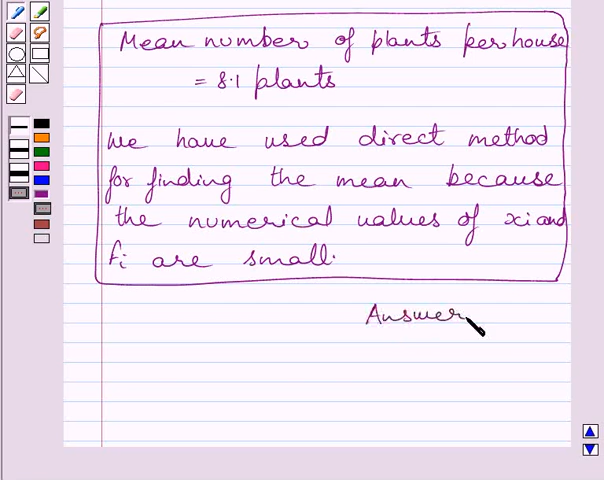 Mean number of plants per house
= 8.1 plants
We have used direct method
for finding the mean because
the numerical values of xi and
fi are small.
Answer